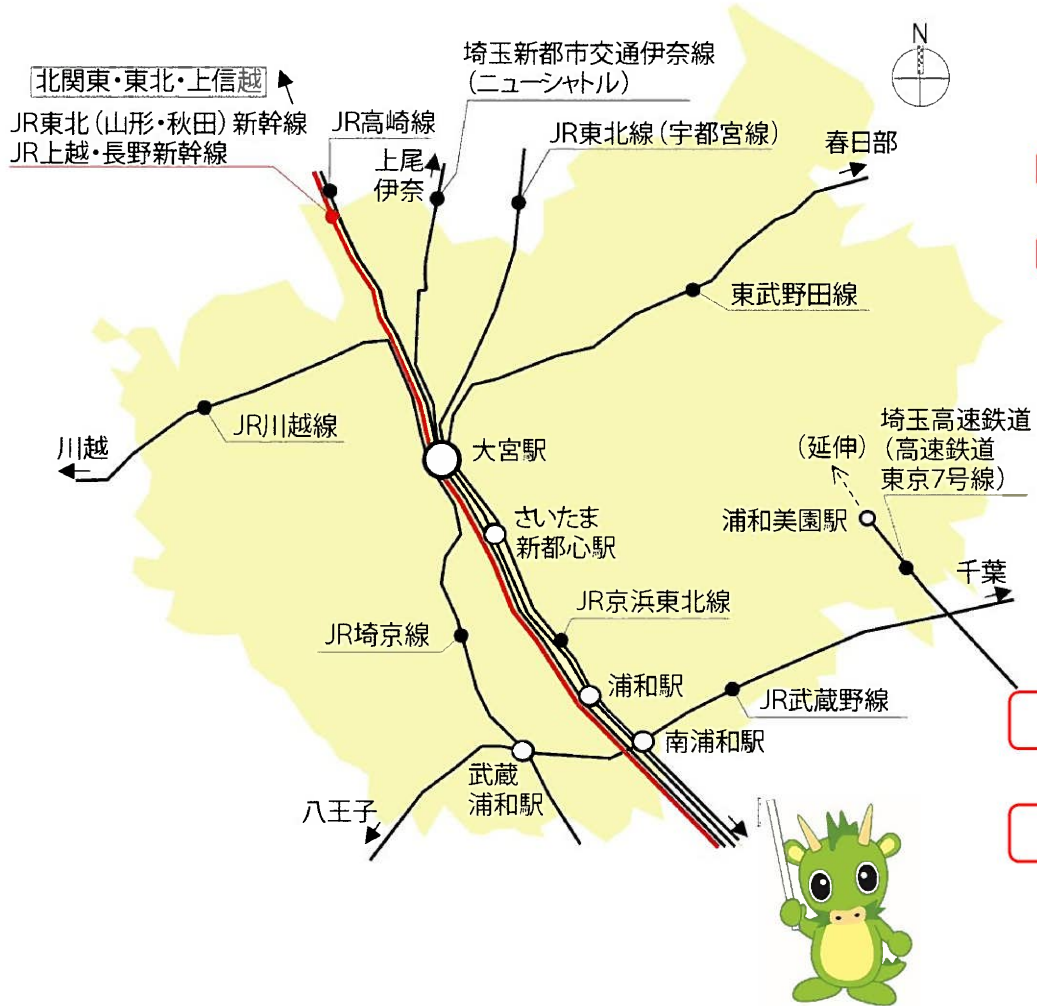 N
北関東・東北・上信越
JR東北(山形・秋田)新幹線
JR上越・長野新幹線
JR高崎線
上尾
伊奈
埼玉新都市交通伊奈線
(ニューシャトル)
JR東北線(宇都宮線)
春日部
東武野田線
JR川越線
川越
大宮駅
さいたま
新都心駅
(延伸)
埼玉高速鉄道
(高速鉄道
東京7号線)
浦和美園駅
千葉
JR京浜東北線
JR埼京線
浦和駅
JR武蔵野線
南浦和駅
武蔵
浦和駅
八王子